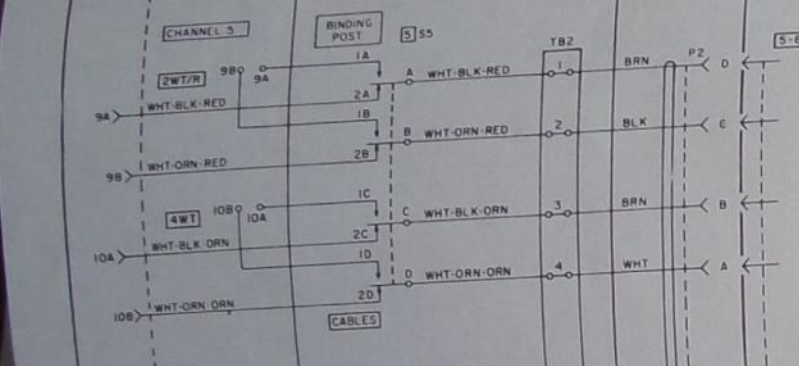 CHANNEL 5
BINDING
POST
5 S5
TB2
P2
5-
2WT/R
9B
9A
1A
A WHT-BLK-RED
1
BRN
D
9A
WHT-BLK-RED
2A
1B
B WHT-ORN-RED
2
BLK
C
9B
WHT-ORN-RED
2B
4WT
10B
10A
1C
C WHT-BLK-ORN
3
BRN
B
10A
WHT-BLK ORN
2C
1D
D WHT-ORN-ORN
4
WHT
A
10B
WHT-ORN-ORN
2D
CABLES